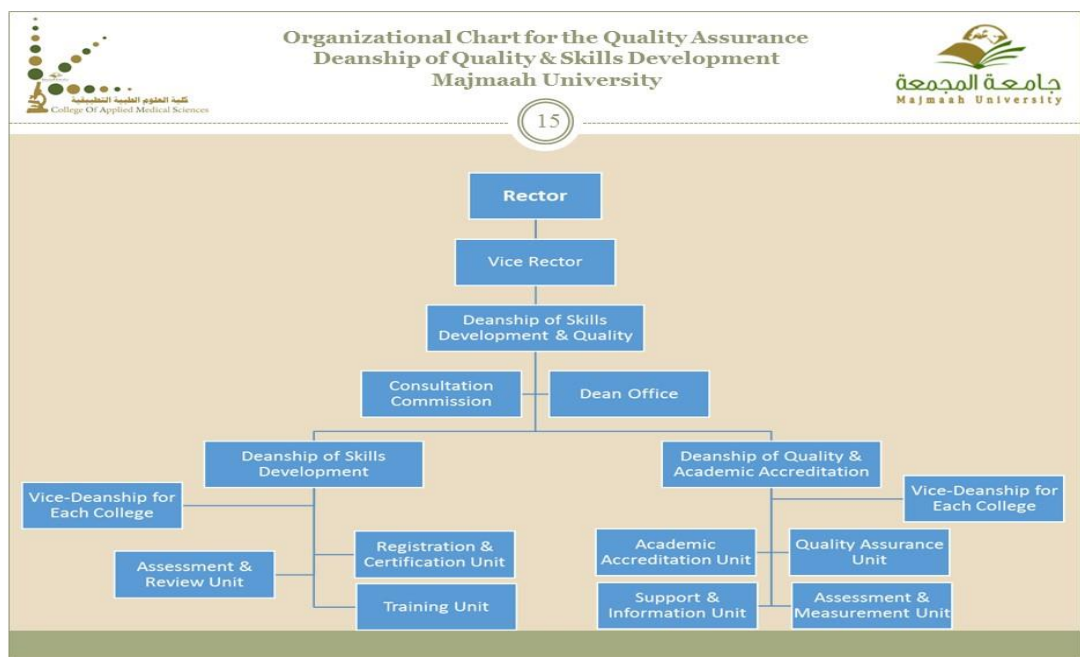 Organizational Chart for the Quality Assurance
Deanship of Quality & Skills Development
Majmaah University
كلية العلوم الطبية التطبيقية
College Of Applied Medical Sciences
جامعة المجمعة
Majmaah University
15
Rector
Vice Rector
Deanship of Skills
Development & Quality
Consultation
Commission
Dean Office
Deanship of Skills
Development
Deanship of Quality &
Academic Accreditation
Vice-Deanship for
Each College
Vice-Deanship for
Each College
Registration &
Certification Unit
Academic
Accreditation Unit
Quality Assurance
Unit
Assessment &
Review Unit
Training Unit
Support &
Information Unit
Assessment &
Measurement Unit